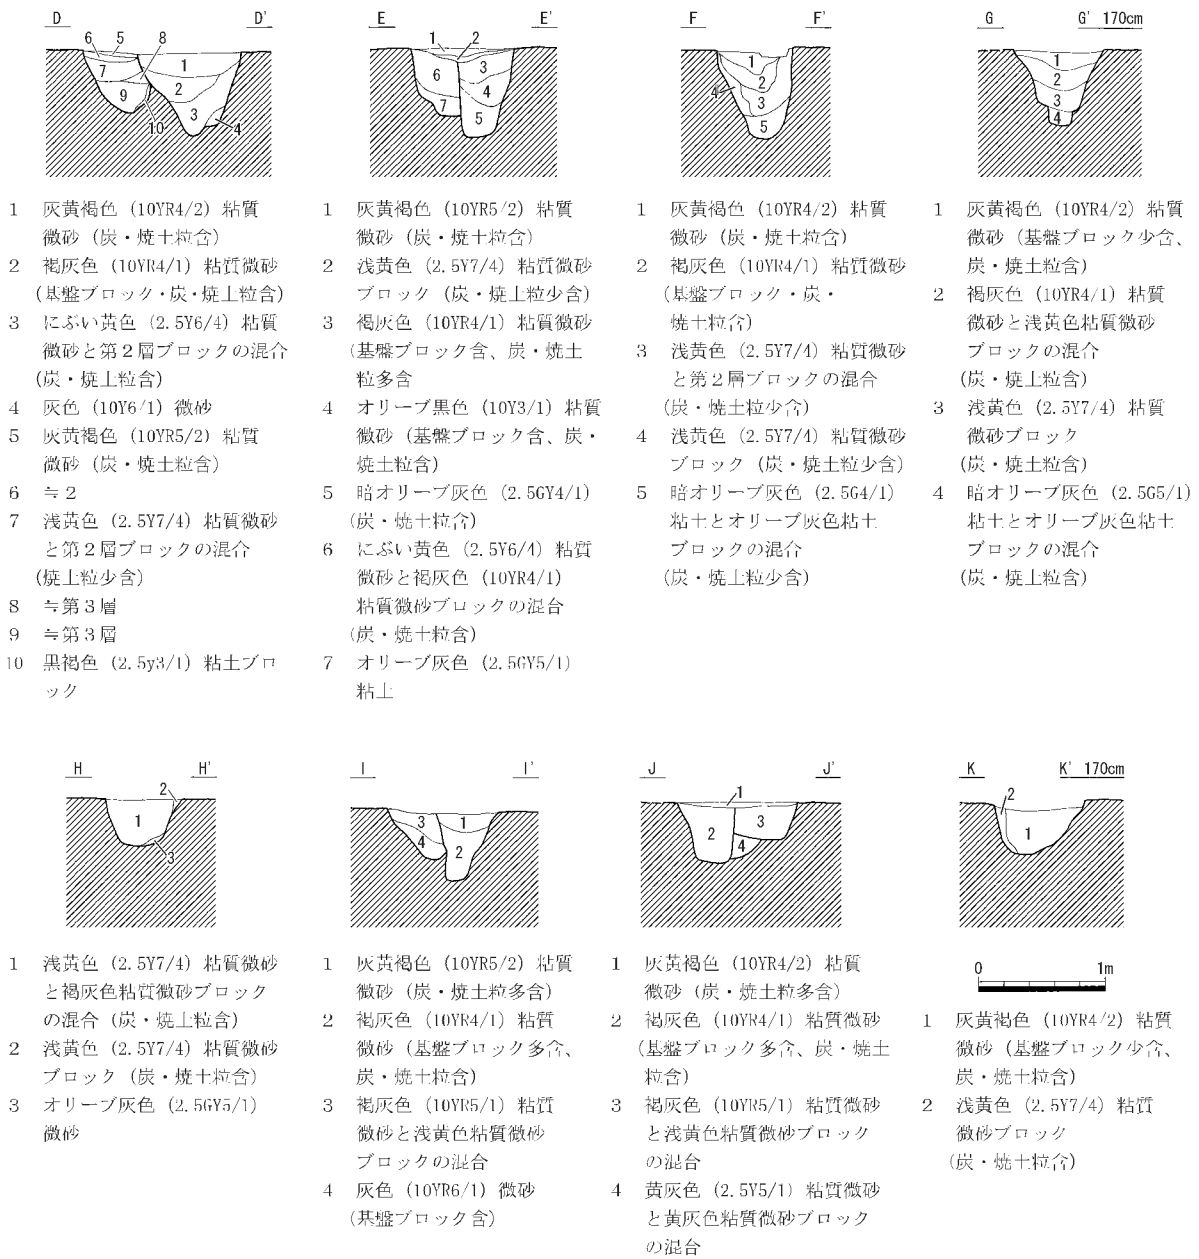 D D'
6 5 8
7 1
9 2
3
10 4
1 灰黄褐色 (10YR4/2) 粘質
微砂 (炭・焼土粒含)
2 褐灰色 (10YR4/1) 粘質微砂
(基盤ブロック・炭・焼土粒含)
3 にぶい黄色 (2.5Y6/4) 粘質
微砂と第2層ブロックの混合
(炭・焼土粒含)
4 灰色 (10Y6/1) 微砂
5 灰黄褐色 (10YR5/2) 粘質
微砂 (炭・焼土粒含)
6 ≒2
7 浅黄色 (2.5Y7/4) 粘質微砂
と第2層ブロックの混合
(焼土粒少含)
8 ≒第3層
9 ≒第3層
10 黒褐色 (2.5y3/1) 粘土ブロ
ック
E E'
1 2
6 3
4
7 5
1 灰黄褐色 (10YR5/2) 粘質
微砂 (炭・焼土粒含)
2 浅黄色 (2.5Y7/4) 粘質微砂
ブロック (炭・焼土粒少含)
3 褐灰色 (10YR4/1) 粘質微砂
(基盤ブロック含、炭・焼土
粒多含
4 オリーブ黒色 (10Y3/1) 粘質
微砂 (基盤ブロック含、炭・
焼土粒含)
5 暗オリーブ灰色 (2.5GY4/1)
(炭・焼土粒含)
6 にぶい黄色 (2.5Y6/4) 粘質
微砂と褐灰色 (10YR4/1)
粘質微砂ブロックの混合
(炭・焼土粒含)
7 オリーブ灰色 (2.5GY5/1)
粘土
F F'
1
2
4 3
5
1 灰黄褐色 (10YR4/2) 粘質
微砂 (炭・焼土粒含)
2 褐灰色 (10YR4/1) 粘質微砂
(基盤ブロック・炭・
焼土粒含)
3 浅黄色 (2.5Y7/4) 粘質微砂
と第2層ブロックの混合
(炭・焼土粒少含)
4 浅黄色 (2.5Y7/4) 粘質微砂
ブロック (炭・焼土粒少含)
5 暗オリーブ灰色 (2.5G4/1)
粘土とオリーブ灰色粘土
ブロックの混合
(炭・焼土粒少含)
G G' 170cm
1
2
3
4
1 灰黄褐色 (10YR4/2) 粘質
微砂 (基盤ブロック少含、
炭・焼土粒含)
2 褐灰色 (10YR4/1) 粘質
微砂と浅黄色粘質微砂
ブロックの混合
(炭・焼土粒含)
3 浅黄色 (2.5Y7/4) 粘質
微砂ブロック
(炭・焼土粒含)
4 暗オリーブ灰色 (2.5G5/1)
粘土とオリーブ灰色粘土
ブロックの混合
(炭・焼土粒含)
H H'
2
1
3
1 浅黄色 (2.5Y7/4) 粘質微砂
と褐灰色粘質微砂ブロック
の混合 (炭・焼土粒含)
2 浅黄色 (2.5Y7/4) 粘質微砂
ブロック (炭・焼土粒含)
3 オリーブ灰色 (2.5GY5/1)
微砂
I I'
3 1
4 2
1 灰黄褐色 (10YR5/2) 粘質
微砂 (炭・焼土粒多含)
2 褐灰色 (10YR4/1) 粘質
微砂 (基盤ブロック多含、
炭・焼土粒含)
3 褐灰色 (10YR5/1) 粘質
微砂と浅黄色粘質微砂
ブロックの混合
4 灰色 (10YR6/1) 微砂
(基盤ブロック含)
J J'
1
2 3
4
1 灰黄褐色 (10YR4/2) 粘質
微砂 (炭・焼土粒多含)
2 褐灰色 (10YR4/1) 粘質微砂
(基盤ブロック多含、炭・焼土
粒含)
3 褐灰色 (10YR5/1) 粘質微砂
と浅黄色粘質微砂ブロック
の混合
4 黄灰色 (2.5Y5/1) 粘質微砂
と黄灰色粘質微砂ブロック
の混合
K K' 170cm
2
1
0 1m
1 灰黄褐色 (10YR4/2) 粘質
微砂 (基盤ブロック少含、
炭・焼土粒含)
2 浅黄色 (2.5Y7/4) 粘質
微砂ブロック
(炭・焼土粒含)